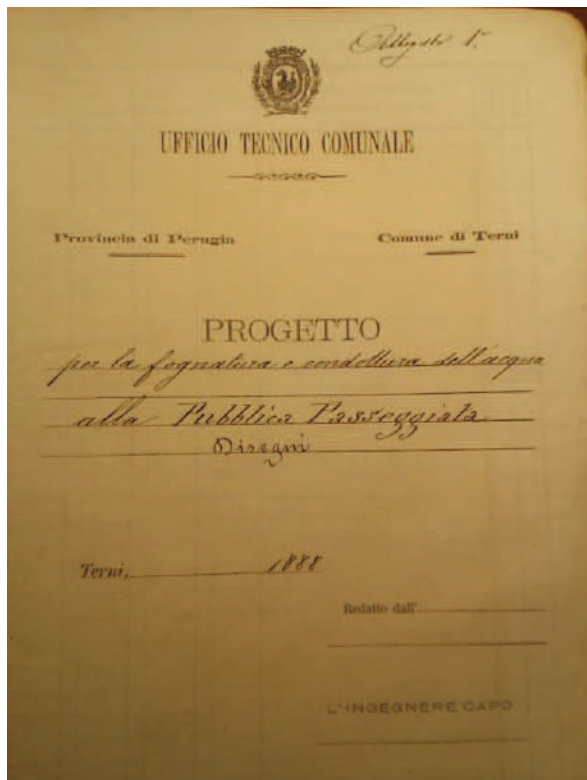 Allegato 1º
UFFICIO TECNICO COMUNALE
Provincia di Perugia
Comune di Terni
PROGETTO
per la fognatura e condottura dell'acqua
alla Pubblica Passeggiata
Disegni
Terni, 1888
Redatto dall'
L'INGEGNERE CAPO